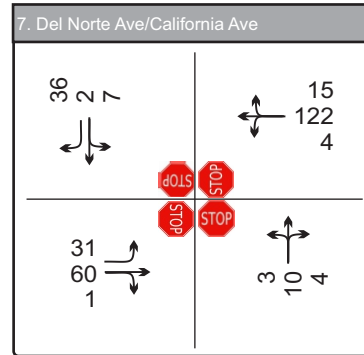 7. Del Norte Ave/California Ave
36
2
7
15
122
4
STOP
STOP
STOP
STOP
31
60
1
3
10
4